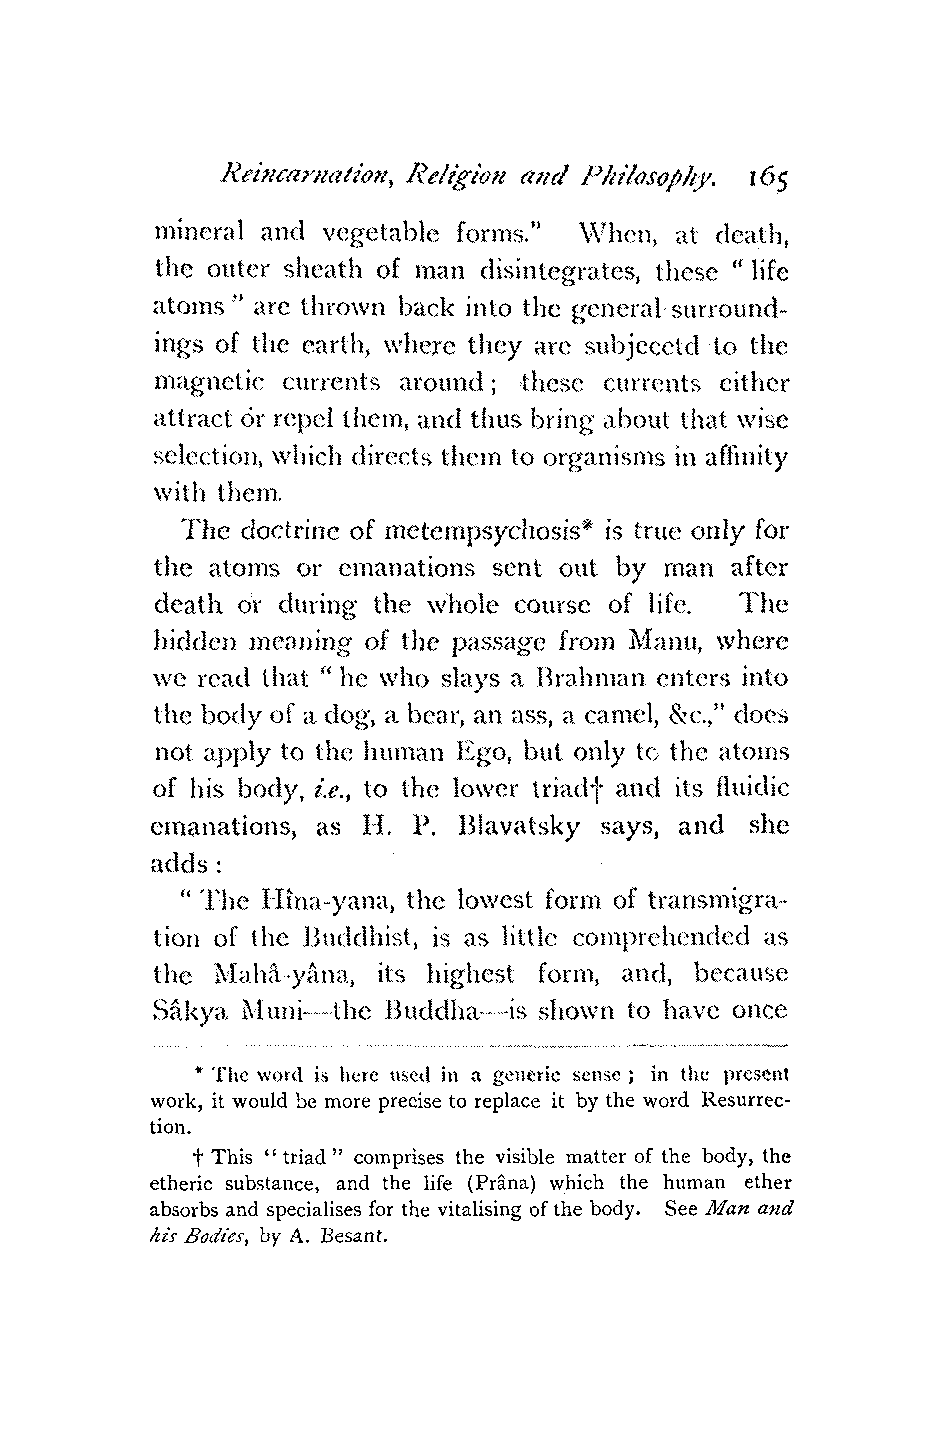 Reincarnation, Religion and Philosophy. 165
mineral and vegetable forms." When, at death,
the outer sheath of man disintegrates, these " life
atoms " are thrown back into the general surround-
ings of the earth, where they are subjecetd to the
magnetic currents around ; these currents either
attract or repel them, and thus bring about that wise
selection, which directs them to organisms in affinity
with them.
The doctrine of metempsychosis* is true only for
the atoms or emanations sent out by man after
death or during the whole course of life. The
hidden meaning of the passage from Manu, where
we read that " he who slays a Brahman enters into
the body of a dog, a bear, an ass, a camel, &c.," does
not apply to the human Ego, but only to the atoms
of his body, i.e., to the lower triad† and its fluidic
emanations, as H. P. Blavatsky says, and she
adds :
" The Hîna-yana, the lowest form of transmigra-
tion of the Buddhist, is as little comprehended as
the Mahâ-yâna, its highest form, and, because
Sâkya Muni—the Buddha—is shown to have once
* The word is here used in a generic sense ; in the present
work, it would be more precise to replace it by the word Resurrec-
tion.
† This " triad " comprises the visible matter of the body, the
etheric substance, and the life (Prâna) which the human ether
absorbs and specialises for the vitalising of the body. See Man and
his Bodies, by A. Besant.